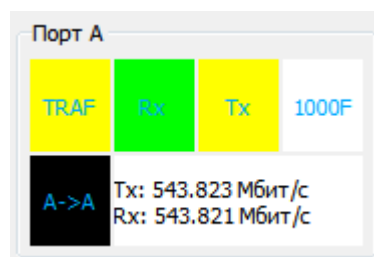 Порт A
TRAF Rx Tx 1000F
A->A
Tx: 543.823 Мбит/с
Rx: 543.821 Мбит/с